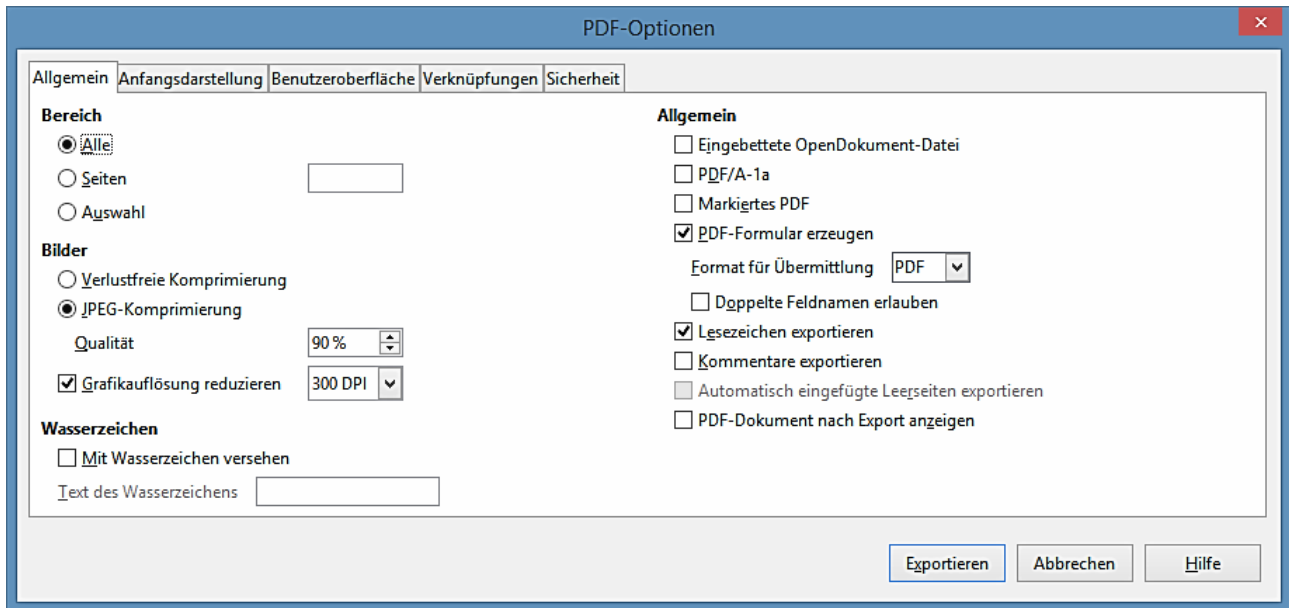 PDF-Optionen
Allgemein Anfangsdarstellung Benutzeroberfläche Verknüpfungen Sicherheit
Bereich
Alle
Seiten
Auswahl
Bilder
Verlustfreie Komprimierung
JPEG-Komprimierung
Qualität 90 %
Grafikauflösung reduzieren 300 DPI
Wasserzeichen
Mit Wasserzeichen versehen
Text des Wasserzeichens
Allgemein
Eingebettete OpenDokument-Datei
PDF/A-1a
Markiertes PDF
PDF-Formular erzeugen
Format für Übermittlung PDF
Doppelte Feldnamen erlauben
Lesezeichen exportieren
Kommentare exportieren
Automatisch eingefügte Leerseiten exportieren
PDF-Dokument nach Export anzeigen
Exportieren Abbrechen Hilfe